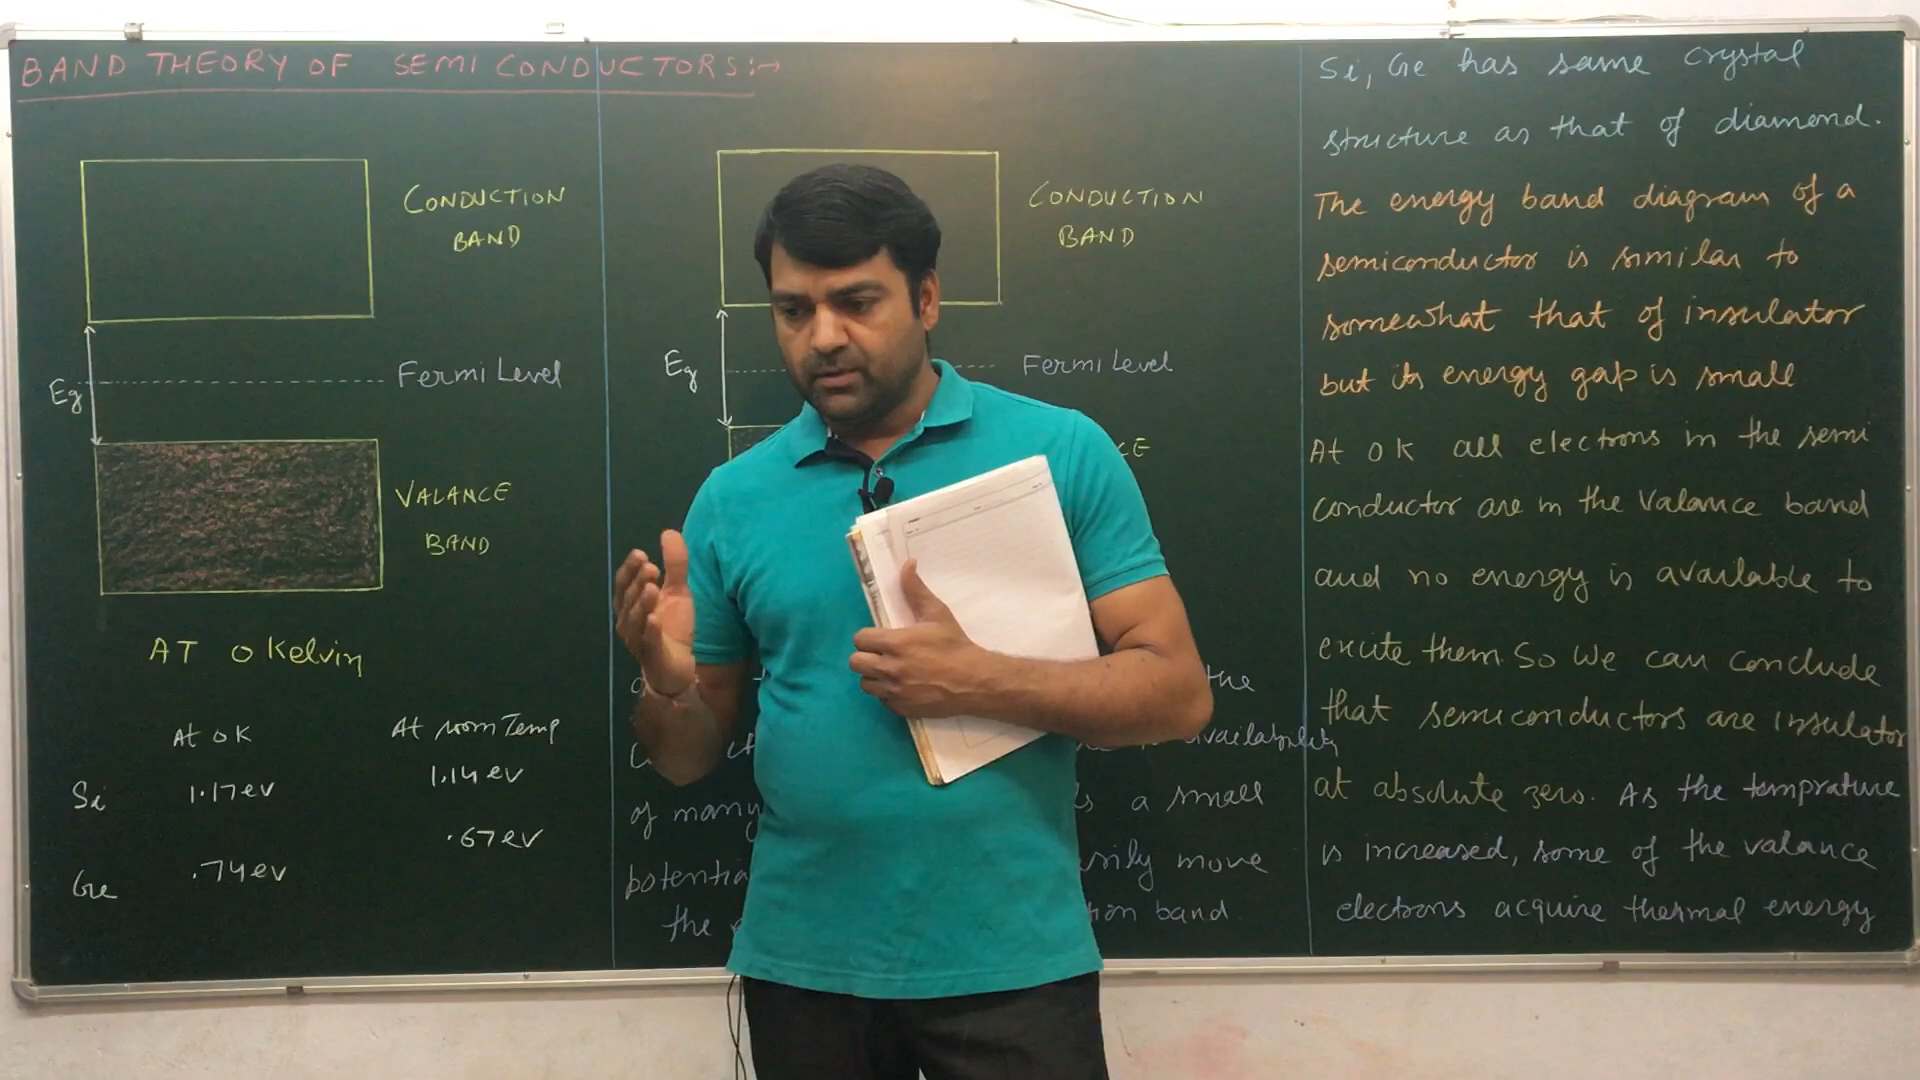 BAND THEORY OF SEMI CONDUCTORS:→
CONDUCTION
BAND
Eg
Fermi Level
VALANCE
BAND
AT 0 Kelvin
At 0 K
At room Temp
Si
1.17 ev
1.14 ev
Ge
.74 ev
.67 ev
CONDUCTION
BAND
Eg
Fermi Level
the
availability
of many
a small
move
the
band
Si, Ge has same crystal
structure as that of diamond.
The energy band diagram of a
semiconductor is similar to
somewhat that of insulator
but its energy gap is small
At 0 K all electrons in the semi
conductor are in the Valance band
and no energy is available to
excite them. So we can conclude
that semiconductors are insulator
at absolute zero. As the temprature
is increased, some of the valance
electrons acquire thermal energy